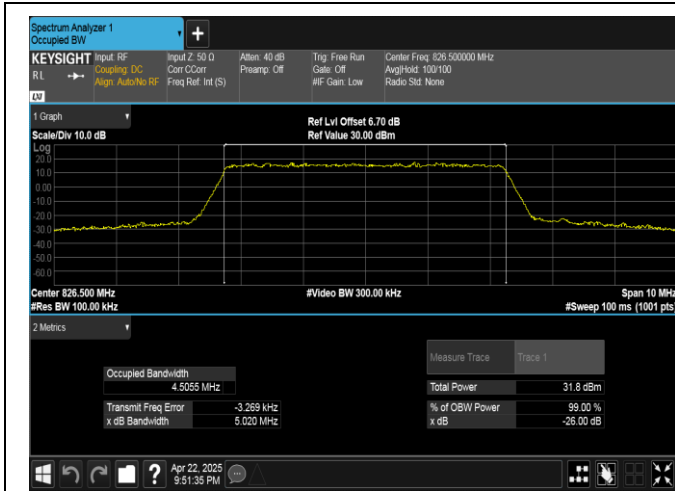 Spectrum Analyzer 1
Occupied BW
+
KEYSIGHT Input: RF Input Z: 50 Ω Atten: 40 dB Trig: Free Run Center Freq: 826.500000 MHz
RL Coupling: DC Corr CCorr Preamp: Off Gate: Off Avg|Hold: 100/100
Align: Auto/No RF Freq Ref: Int (S) #IF Gain: Low Radio Std: None
LXI
1 Graph Ref Lvl Offset 6.70 dB
Scale/Div 10.0 dB Ref Value 30.00 dBm
Log
20.0
10.0
0.00
-10.0
-20.0
-30.0
-40.0
-50.0
-60.0
Center 826.500 MHz #Video BW 300.00 kHz Span 10 MHz
#Res BW 100.00 kHz #Sweep 100 ms (1001 pts)
2 Metrics
Measure Trace Trace 1
Occupied Bandwidth
4.5055 MHz Total Power 31.8 dBm
Transmit Freq Error -3.269 kHz % of OBW Power 99.00 %
x dB Bandwidth 5.020 MHz x dB -26.00 dB
? Apr 22, 2025
9:51:35 PM